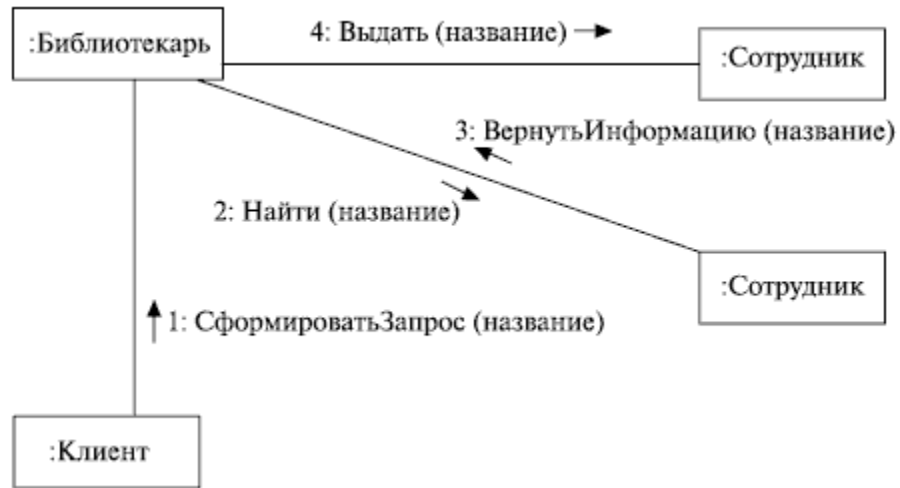 :Библиотекарь
4: Выдать (название)
:Сотрудник
3: ВернутьИнформацию (название)
2: Найти (название)
:Сотрудник
1: СформироватьЗапрос (название)
:Клиент